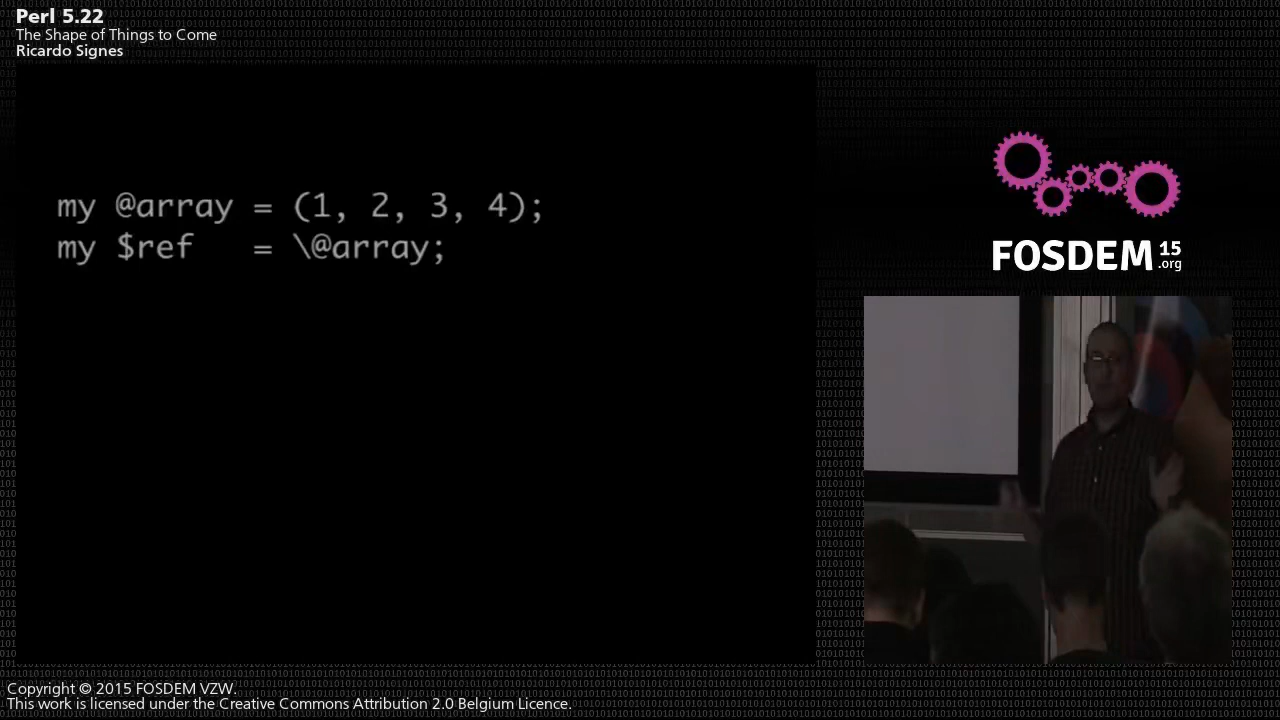 Perl 5.22
The Shape of Things to Come
Ricardo Signes
my @array = (1, 2, 3, 4);
my $ref   = \@array;
FOSDEM 15
.org
Copyright © 2015 FOSDEM VZW.
This work is licensed under the Creative Commons Attribution 2.0 Belgium Licence.